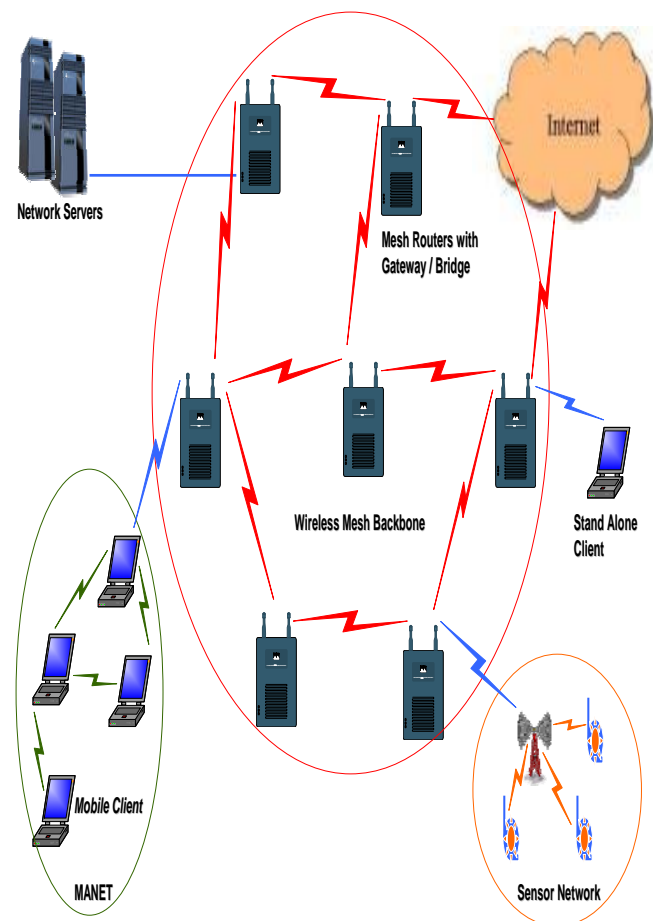 Internet
Network Servers
Mesh Routers with
Gateway / Bridge
Wireless Mesh Backbone
Stand Alone
Client
Mobile Client
MANET
Sensor Network